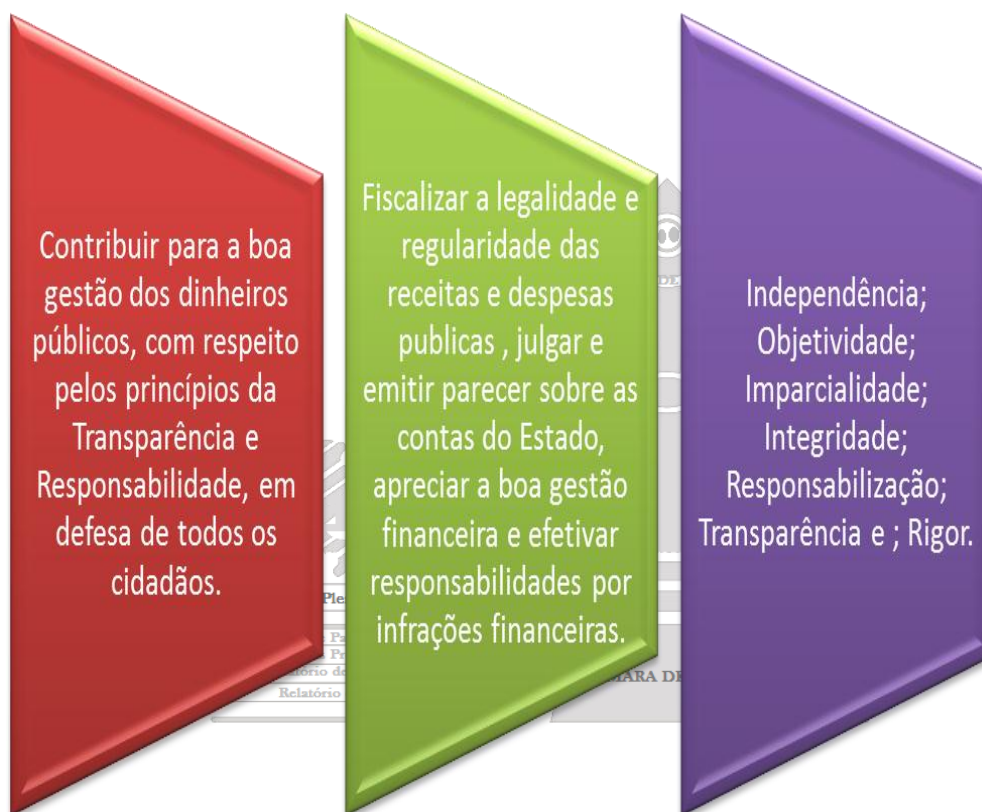 Contribuir para a boa
gestão dos dinheiros
públicos, com respeito
pelos princípios da
Transparência e
Responsabilidade, em
defesa de todos os
cidadãos.
Fiscalizar a legalidade e
regularidade das
receitas e despesas
publicas , julgar e
emitir parecer sobre as
contas do Estado,
apreciar a boa gestão
financeira e efetivar
responsabilidades por
infrações financeiras.
Independência;
Objetividade;
Imparcialidade;
Integridade;
Responsabilização;
Transparência e ; Rigor.
Relatório